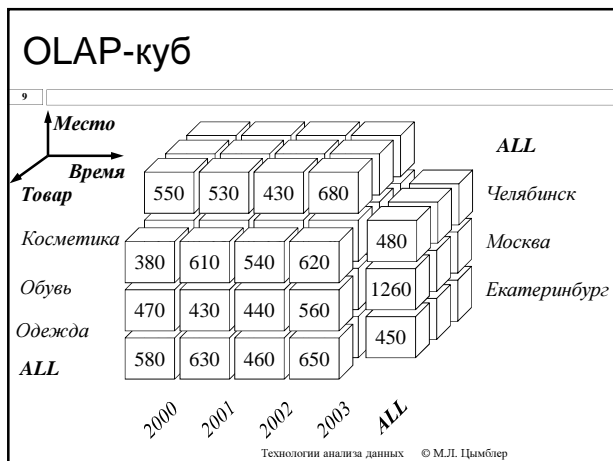 OLAP-куб
9
Место
Время
Товар
ALL
550 530 430 680
Челябинск
Косметика
480
Москва
380 610 540 620
Обувь
1260
Екатеринбург
470 430 440 560
Одежда
450
580 630 460 650
ALL
2000 2001 2002 2003 ALL
Технологии анализа данных © М.Л. Цымблер